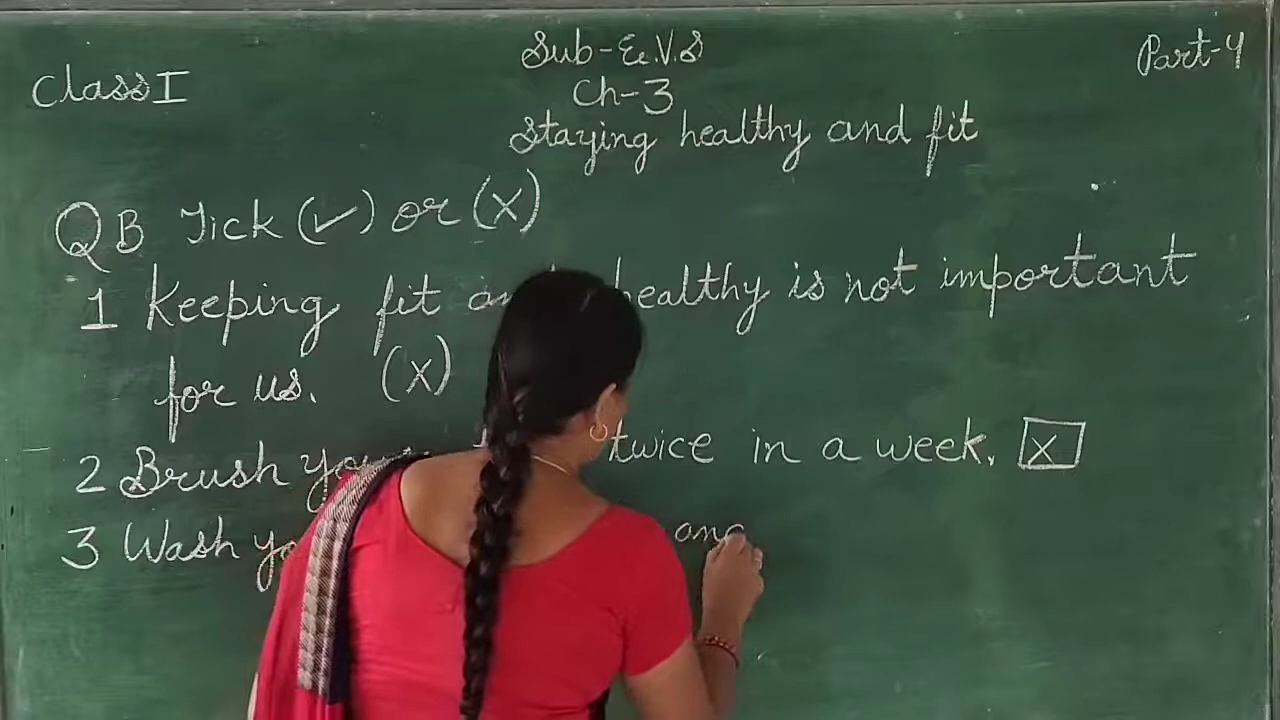 Sub-E.V.S
Part-4
Class I
Ch-3
Staying healthy and fit
QB Tick (✓) or (X)
1 Keeping fit healthy is not important
for us. (X)
2 Brush twice in a week. X
3 Wash